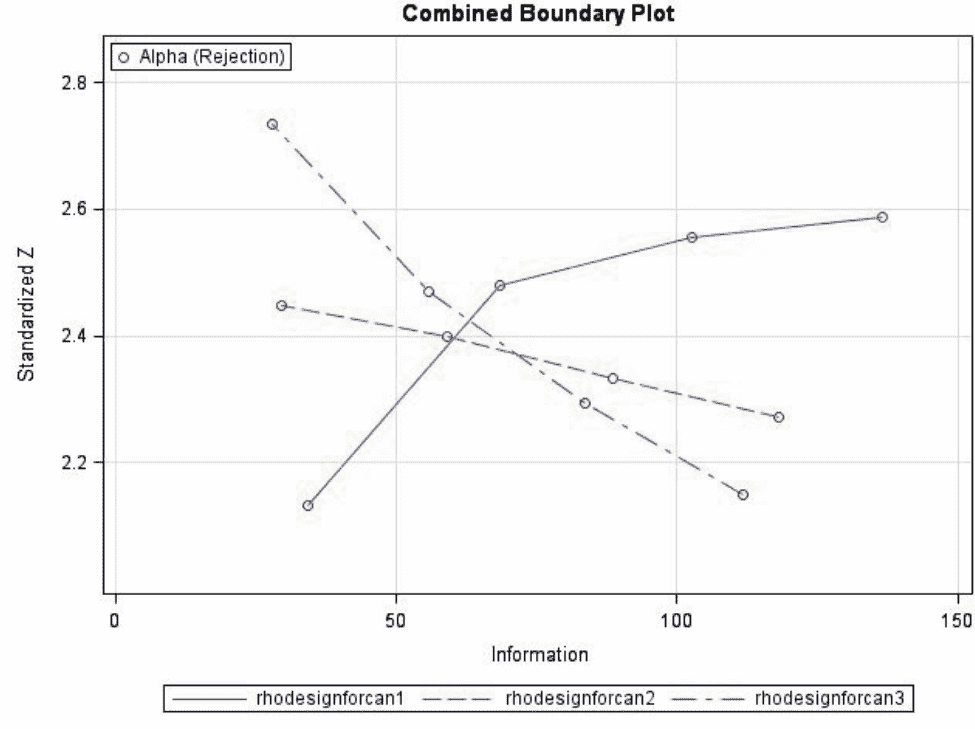 Combined Boundary Plot
Alpha (Rejection)
2.8
2.6
2.4
2.2
Standardized Z
0 50 100 150
Information
rhodesignforcan1 rhodesignforcan2 rhodesignforcan3